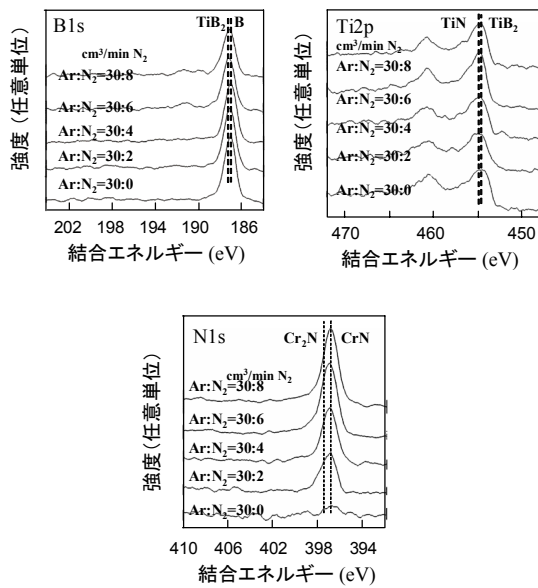 B1s
TiB₂ B
cm³/min N₂
Ar:N₂=30:8
Ar:N₂=30:6
Ar:N₂=30:4
Ar:N₂=30:2
Ar:N₂=30:0
強度 (任意単位)
202 198 194 190 186
結合エネルギー (eV)
Ti2p
TiN TiB₂
cm³/min N₂
Ar:N₂=30:8
Ar:N₂=30:6
Ar:N₂=30:4
Ar:N₂=30:2
Ar:N₂=30:0
強度 (任意単位)
470 460 450
結合エネルギー (eV)
N1s
Cr₂N CrN
cm³/min N₂
Ar:N₂=30:8
Ar:N₂=30:6
Ar:N₂=30:4
Ar:N₂=30:2
Ar:N₂=30:0
強度 (任意単位)
410 406 402 398 394
結合エネルギー (eV)